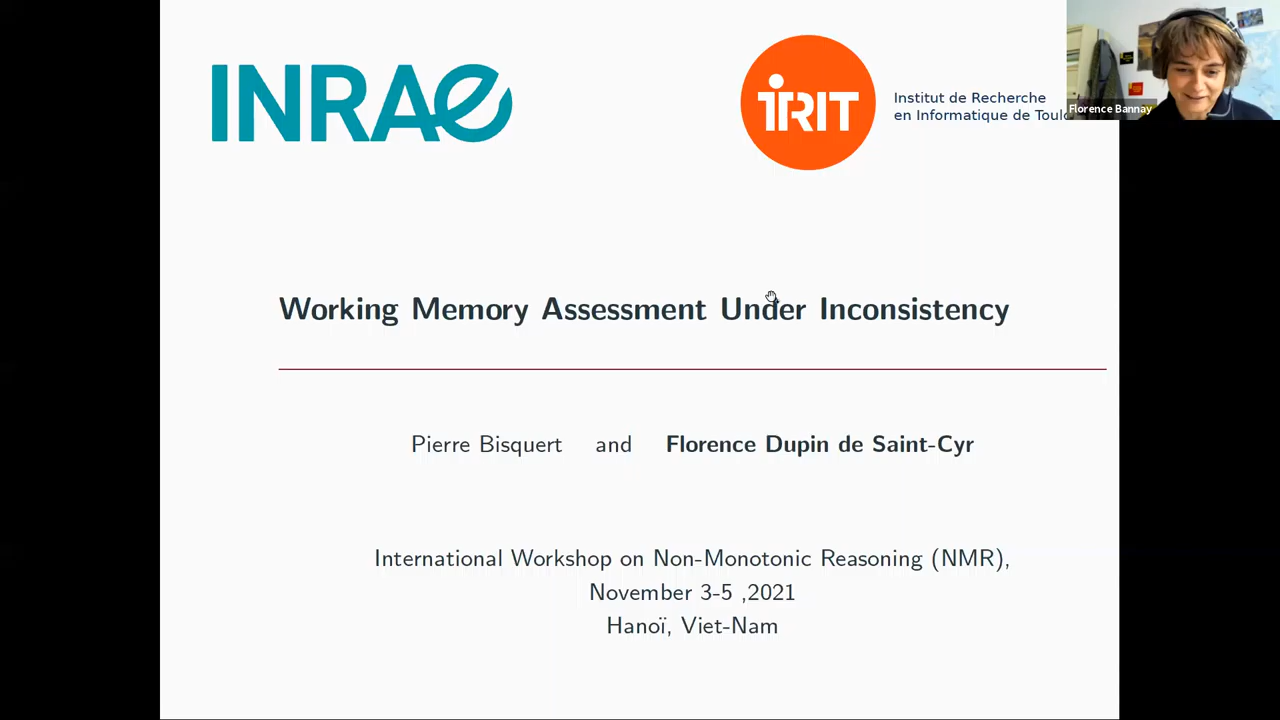 INRAE
IRIT
Institut de Recherche
en Informatique de Toulo
Florence Bannay
Working Memory Assessment Under Inconsistency
Pierre Bisquert and Florence Dupin de Saint-Cyr
International Workshop on Non-Monotonic Reasoning (NMR),
November 3-5 ,2021
Hanoï, Viet-Nam